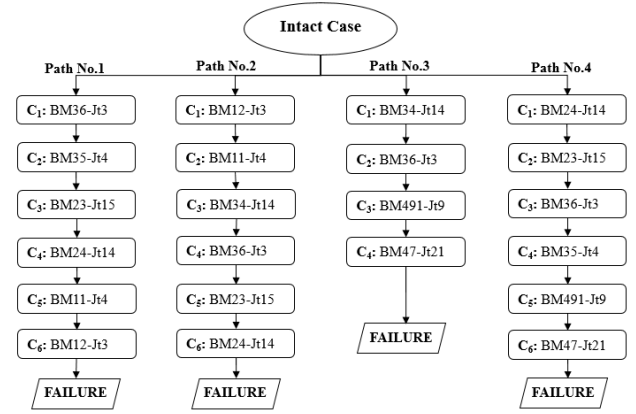 Intact Case
Path No.1
Path No.2
Path No.3
Path No.4
C1: BM36-Jt3
C2: BM35-Jt4
C3: BM23-Jt15
C4: BM24-Jt14
C5: BM11-Jt4
C6: BM12-Jt3
FAILURE
C1: BM12-Jt3
C2: BM11-Jt4
C3: BM34-Jt14
C4: BM36-Jt3
C5: BM23-Jt15
C6: BM24-Jt14
FAILURE
C1: BM34-Jt14
C2: BM36-Jt3
C3: BM491-Jt9
C4: BM47-Jt21
FAILURE
C1: BM24-Jt14
C2: BM23-Jt15
C3: BM36-Jt3
C4: BM35-Jt4
C5: BM491-Jt9
C6: BM47-Jt21
FAILURE